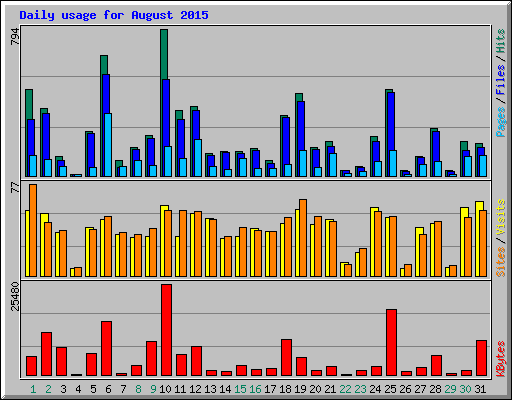 Daily usage for August 2015
794
Pages / Files / Hits
77
Sites / Visits
25480
KBytes
1 2 3 4 5 6 7 8 9 10 11 12 13 14 15 16 17 18 19 20 21 22 23 24 25 26 27 28 29 30 31